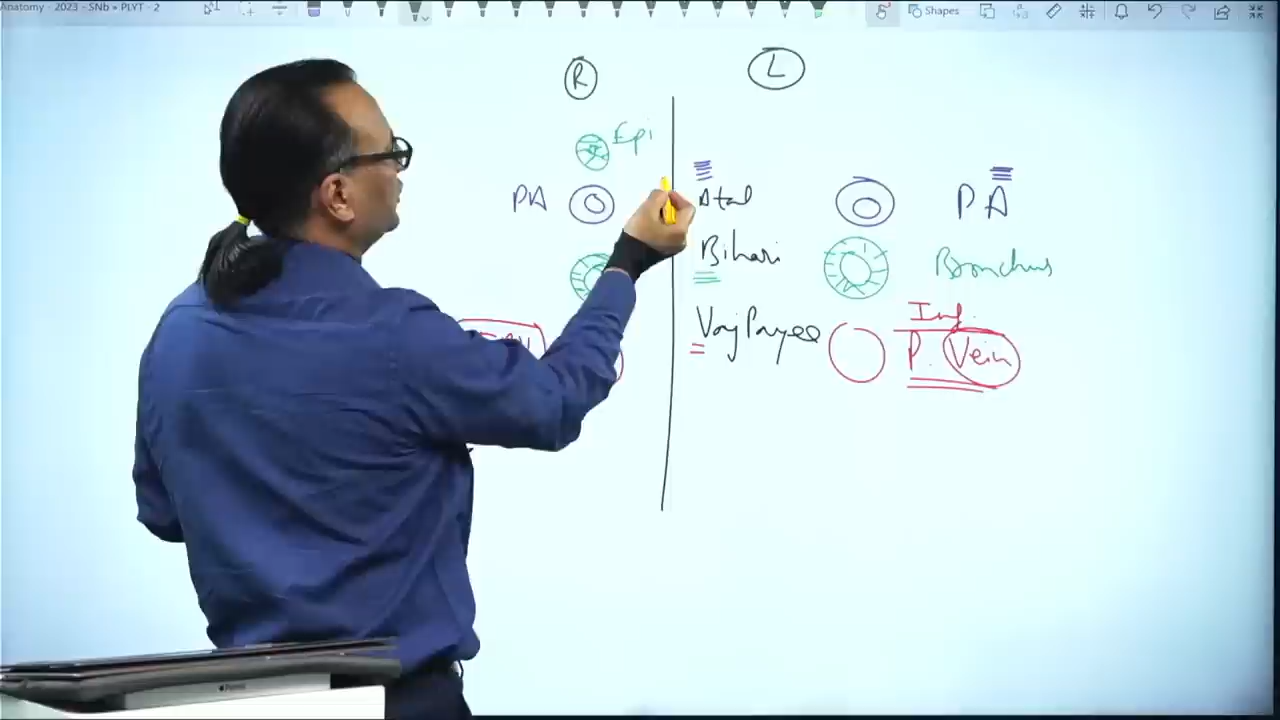 Anatomy - 2023 - SNb » PLYT - 2
Shapes
R
L
Epi
PA
Atal
PA
Bihari
Bronchus
VajPayee
Inf.
P. Vein